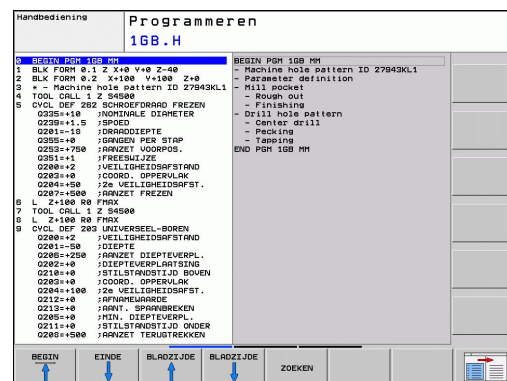 Handbediening
Programmeren
1GB.H
0 BEGIN PGM 1GB MM
1 BLK FORM 0.1 Z X+0 Y+0 Z-40
2 BLK FORM 0.2 X+100 Y+100 Z+0
3 * - Machine hole pattern ID 27943KL1
4 TOOL CALL 1 Z S4500
5 CYCL DEF 262 SCHROEFDRAAD FREZEN
Q335=+10 ;NOMINALE DIAMETER
Q239=+1.5 ;SPOED
Q201=-18 ;DRAADDIEPTE
Q355=+0 ;GANGEN PER STAP
Q253=+750 ;AANZET VOORPOS.
Q351=+1 ;FREESWIJZE
Q200=+2 ;VEILIGHEIDSAFSTAND
Q203=+0 ;COORD. OPPERVLAK
Q204=+50 ;2e VEILIGHEIDSAFST.
Q207=+500 ;AANZET FREZEN
6 L Z+100 R0 FMAX
7 TOOL CALL 1 Z S4500
8 L Z+100 R0 FMAX
9 CYCL DEF 203 UNIVERSEEL-BOREN
Q200=+2 ;VEILIGHEIDSAFSTAND
Q201=-50 ;DIEPTE
Q206=+250 ;AANZET DIEPTEVERPL.
Q202=+0 ;DIEPTEVERPLAATSING
Q210=+0 ;STILSTANDSTIJD BOVEN
Q203=+0 ;COORD. OPPERVLAK
Q204=+100 ;2e VEILIGHEIDSAFST.
Q212=+0 ;AFNAMEWAARDE
Q213=+0 ;AANT. SPAANBREKEN
Q205=+0 ;MIN. DIEPTEVERPL.
Q211=+0 ;STILSTANDSTIJD ONDER
Q208=+500 ;AANZET TERUGTREKKEN
BEGIN PGM 1GB MM
- Machine hole pattern ID 27943KL1
- Parameter definition
- Mill pocket
- Rough out
- Finishing
- Drill hole pattern
- Center drill
- Pecking
- Tapping
END PGM 1GB MM
BEGIN
EINDE
BLADZIJDE
BLADZIJDE
ZOEKEN